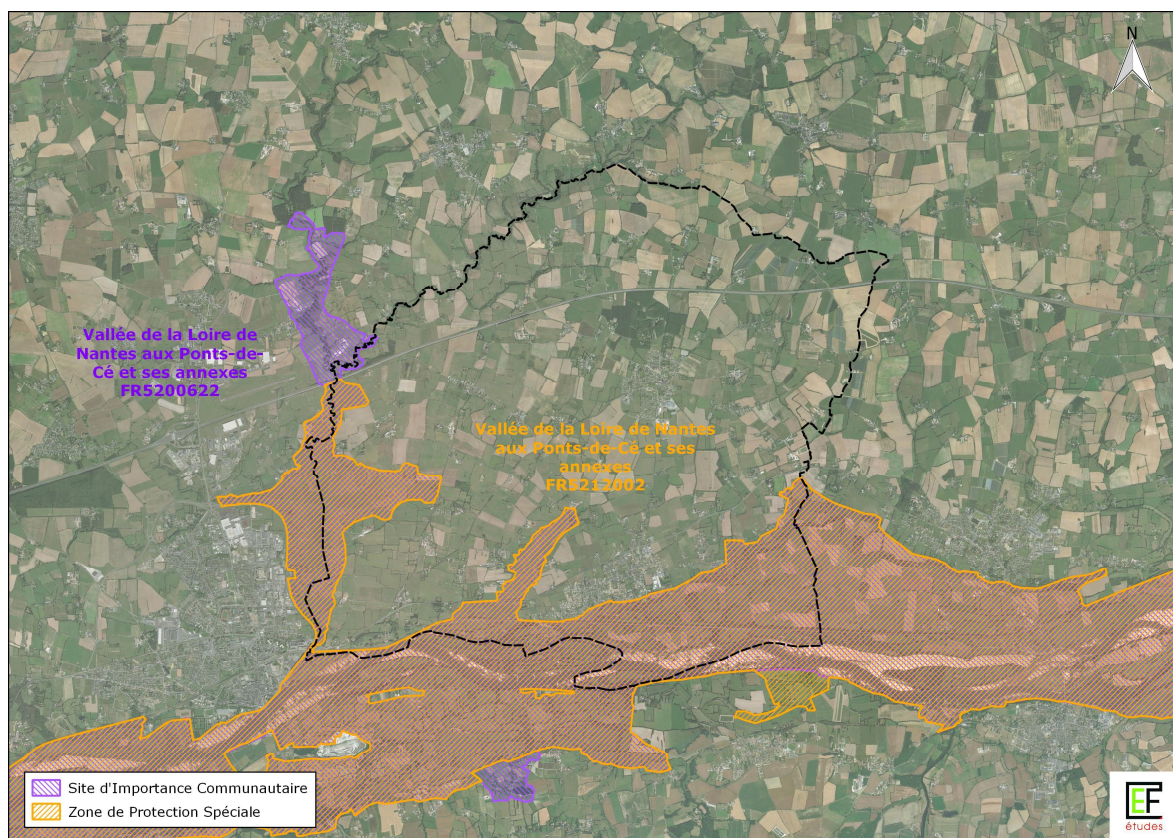 N
Vallée de la Loire de
Nantes aux Ponts-de-
Cé et ses annexes
FR5200622
Vallée de la Loire de Nantes
aux Ponts-de-Cé et ses
annexes
FR5212002
Site d'Importance Communautaire
Zone de Protection Spéciale
EF
études